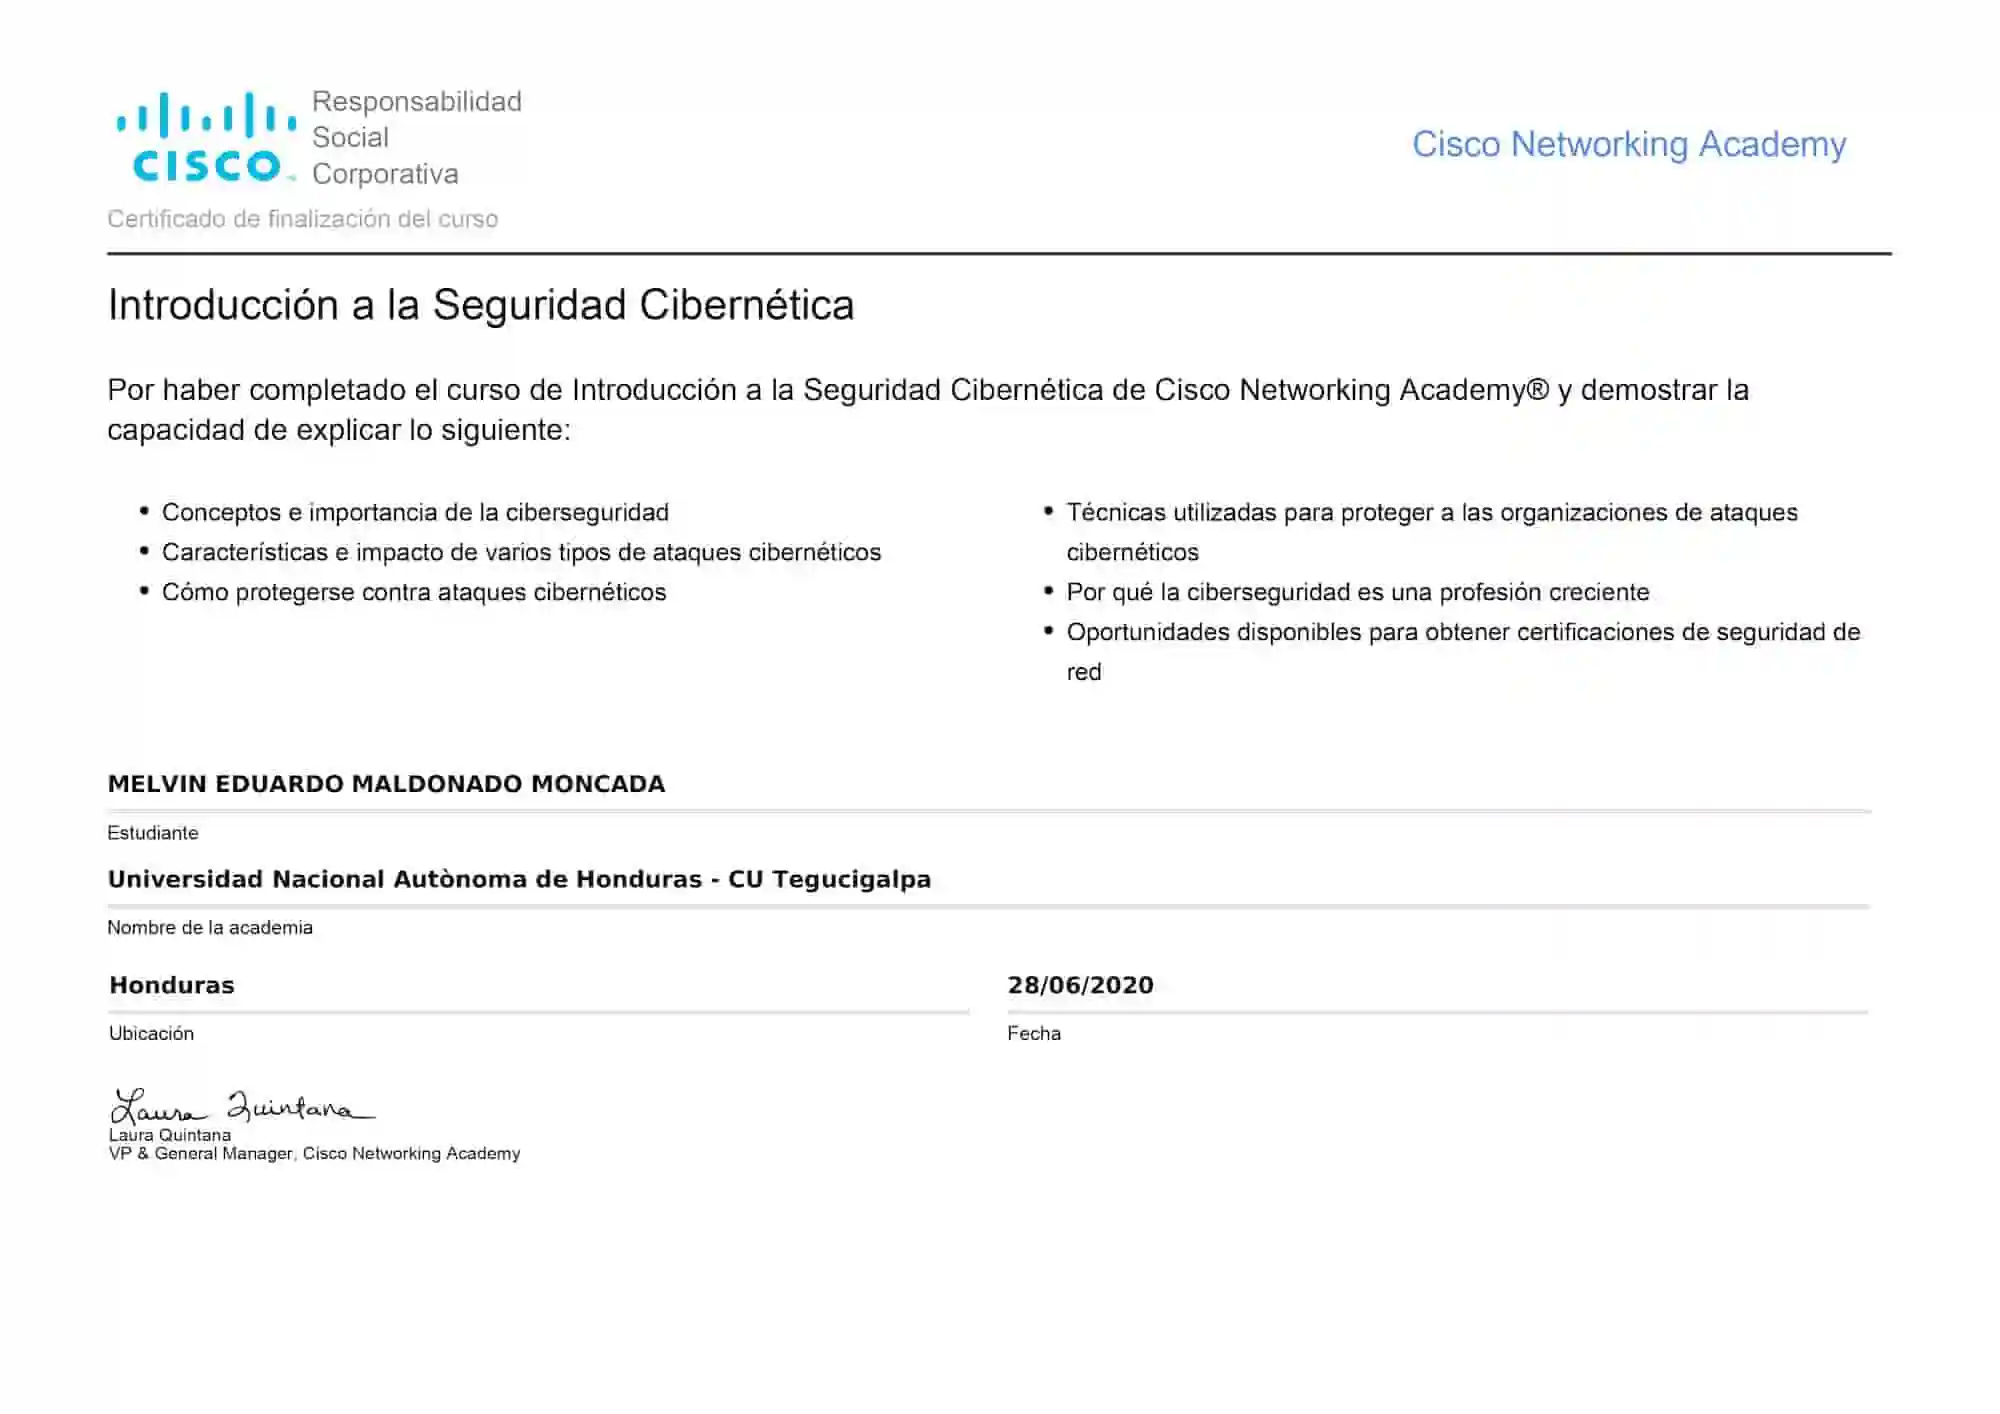 CISCO
Responsabilidad
Social
Corporativa
Cisco Networking Academy
Certificado de finalización del curso
Introducción a la Seguridad Cibernética
Por haber completado el curso de Introducción a la Seguridad Cibernética de Cisco Networking Academy® y demostrar la
capacidad de explicar lo siguiente:
• Conceptos e importancia de la ciberseguridad
• Características e impacto de varios tipos de ataques cibernéticos
• Cómo protegerse contra ataques cibernéticos
• Técnicas utilizadas para proteger a las organizaciones de ataques
cibernéticos
• Por qué la ciberseguridad es una profesión creciente
• Oportunidades disponibles para obtener certificaciones de seguridad de
red
MELVIN EDUARDO MALDONADO MONCADA
Estudiante
Universidad Nacional Autònoma de Honduras - CU Tegucigalpa
Nombre de la academia
Honduras
Ubicación
28/06/2020
Fecha
Laura Quintana
Laura Quintana
VP & General Manager, Cisco Networking Academy